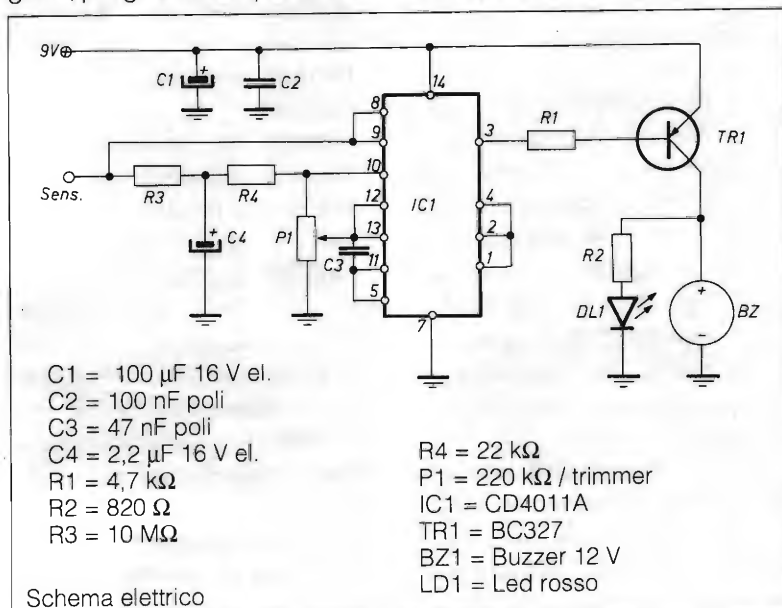 9V
C1
+
C2
14
8
9
3
R1
TR1
Sens.
R3
R4
10
12
IC1
4
C4
+
P1
13
C3
2
11
1
5
7
R2
DL1
+
-
BZ
C1 = 100 µF 16 V el.
C2 = 100 nF poli
C3 = 47 nF poli
C4 = 2,2 µF 16 V el.
R1 = 4,7 kΩ
R2 = 820 Ω
R3 = 10 MΩ
R4 = 22 kΩ
P1 = 220 kΩ / trimmer
IC1 = CD4011A
TR1 = BC327
BZ1 = Buzzer 12 V
LD1 = Led rosso
Schema elettrico